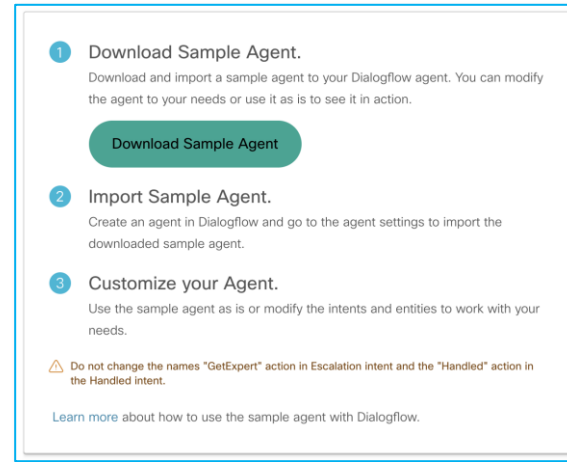 1 Download Sample Agent.
Download and import a sample agent to your Dialogflow agent. You can modify
the agent to your needs or use it as is to see it in action.
Download Sample Agent
2 Import Sample Agent.
Create an agent in Dialogflow and go to the agent settings to import the
downloaded sample agent.
3 Customize your Agent.
Use the sample agent as is or modify the intents and entities to work with your
needs.
Do not change the names "GetExpert" action in Escalation intent and the "Handled" action in
the Handled intent.
Learn more about how to use the sample agent with Dialogflow.